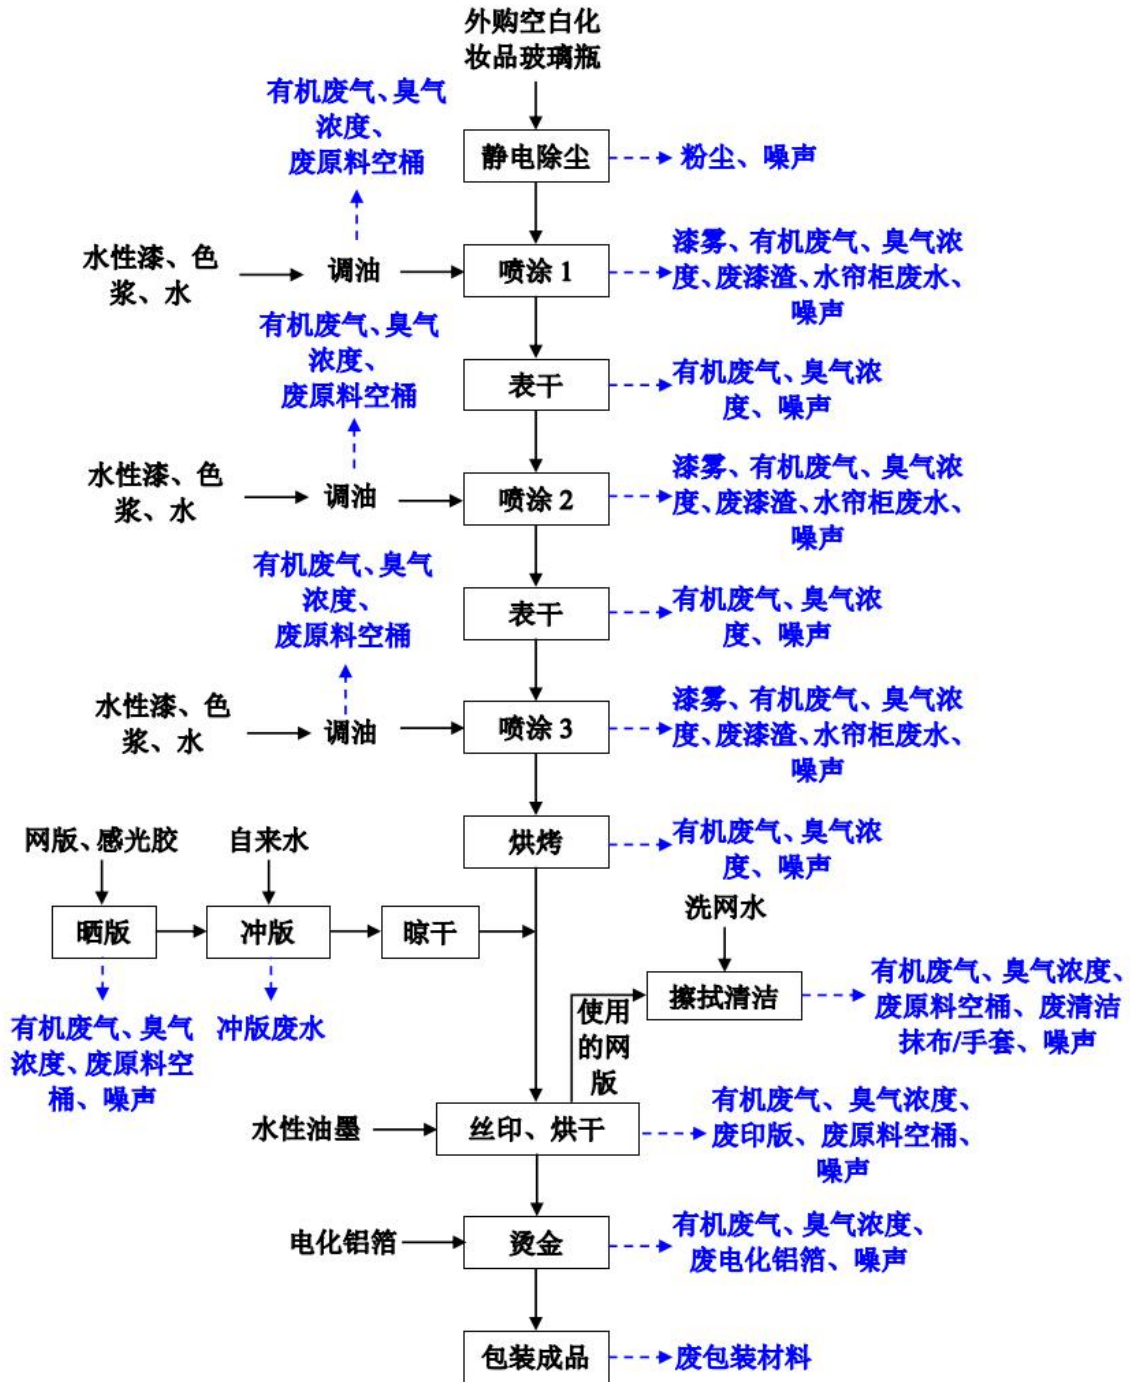 外购空白化
妆品玻璃瓶
有机废气、臭气
浓度、
废原料空桶
静电除尘
粉尘、噪声
水性漆、色
浆、水
调油
喷涂 1
漆雾、有机废气、臭气浓
度、废漆渣、水帘柜废水、
噪声
有机废气、臭气
浓度、
废原料空桶
表干
有机废气、臭气浓
度、噪声
水性漆、色
浆、水
调油
喷涂 2
漆雾、有机废气、臭气浓
度、废漆渣、水帘柜废水、
噪声
有机废气、臭气
浓度、
废原料空桶
表干
有机废气、臭气浓
度、噪声
水性漆、色
浆、水
调油
喷涂 3
漆雾、有机废气、臭气浓
度、废漆渣、水帘柜废水、
噪声
烘烤
有机废气、臭气浓
度、噪声
网版、感光胶
自来水
晒版
冲版
晾干
有机废气、臭气
浓度、废原料空
桶、噪声
冲版废水
洗网水
擦拭清洁
有机废气、臭气浓度、
废原料空桶、废清洁
抹布/手套、噪声
使用
的网
版
水性油墨
丝印、烘干
有机废气、臭气浓度、
废印版、废原料空桶、
噪声
电化铝箔
烫金
有机废气、臭气浓度、
废电化铝箔、噪声
包装成品
废包装材料